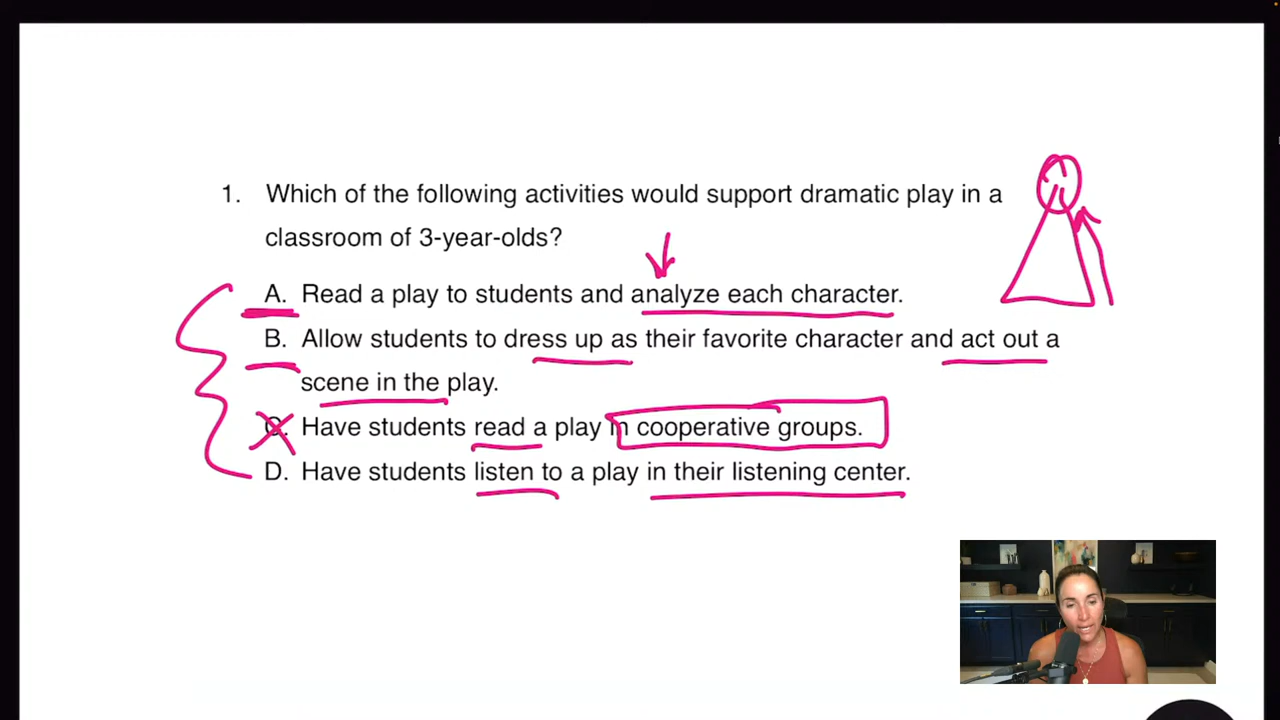 1. Which of the following activities would support dramatic play in a
classroom of 3-year-olds?
A. Read a play to students and analyze each character.
B. Allow students to dress up as their favorite character and act out a
scene in the play.
C. Have students read a play in cooperative groups.
D. Have students listen to a play in their listening center.